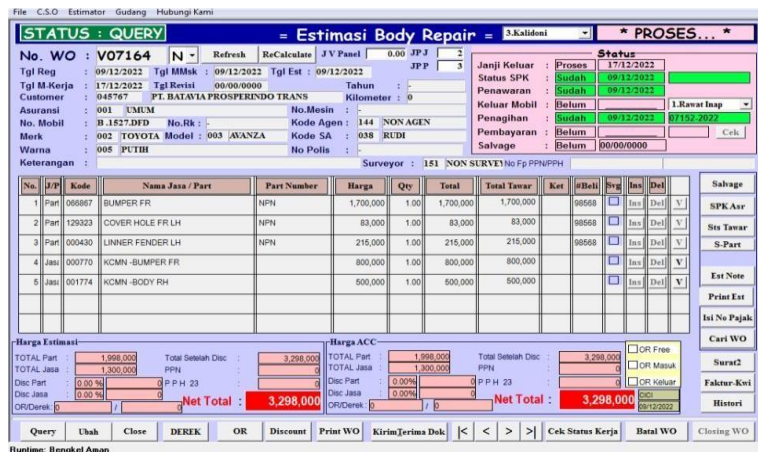 File C.S.O Estimator Gudang Hubungi Kami
STATUS : QUERY = Estimasi Body Repair = 3.Kalidoni * PROSES... *
No. WO : V07164 N - Refresh ReCalculate J V Panel 0.00 JP J 2
JP P 3
Tgl Reg : 09/12/2022 Tgl MMsk : 09/12/2022 Tgl Est : 09/12/2022
Tgl M-Kerja : 17/12/2022 Tgl Revisi 00/00/0000 Tahun : -
Customer : 045767 PT. BATAVIA PROSPERINDO TRANS Kilometer : 0
Asuransi : 001 UMUM No.Mesin : -
No. Mobil : B .1527.DFD No.Rk : - Kode Agen : 144 NON AGEN
Merk : 002 TOYOTA Model : 003 AVANZA Kode SA : 038 RUDI
Warna : 005 PUTIH No Polis : -
Keterangan : Surveyor : 151 NON SURVEY No Fp PPN/PPH
Status
Janji Keluar : Proses 17/12/2022
Status SPK : Sudah 09/12/2022
Penawaran : Sudah 09/12/2022
Keluar Mobil : Belum 1.Rawat Inap
Penagihan : Sudah 09/12/2022 07152-2022
Pembayaran : Belum Cek
Salvage : Belum 00/00/0000
No. J/P Kode Nama Jasa / Part Part Number Harga Qty Total Total Tawar Ket #Beli Svg Ins Del
1 Part 066867 BUMPER FR NPN 1,700,000 1.00 1,700,000 1,700,000 98568 Ins Del V
2 Part 129323 COVER HOLE FR LH NPN 83,000 1.00 83,000 83,000 98568 Ins Del V
3 Part 000430 LINNER FENDER LH NPN 215,000 1.00 215,000 215,000 98568 Ins Del V
4 Jasa 000770 KCMN -BUMPER FR 800,000 1.00 800,000 800,000 Ins Del V
5 Jasa 001774 KCMN -BODY RH 500,000 1.00 500,000 500,000 Ins Del V
Salvage
SPK Asr
Sts Tawar
S-Part
Est Note
Print Est
Isi No Pajak
Cari WO
Surat2
Faktur-Kwi
Histori
Harga Estimasi
TOTAL Part : 1,998,000 Total Setelah Disc : 3,298,000
TOTAL Jasa : 1,300,000 PPN 0
Disc Part : 0.00 % 0 P P H 23 0
Disc Jasa : 0.00 % 0
OR/Derek: 0 / 0 Net Total : 3,298,000
Harga ACC
TOTAL Part : 1,998,000 Total Setelah Disc : 3,298,000
TOTAL Jasa : 1,300,000 PPN 0
Disc Part : 0.00% 0 P P H 23 0
Disc Jasa : 0.00% 0
OR/Derek: 0 / 0 Net Total : 3,298,000
OR Free
OR Masuk
OR Keluar
CICI
09/12/2022
Query Ubah Close DEREK OR Discount Print WO Kirim|Terima Dok |< < > >| Cek Status Kerja Batal WO Closing WO
Runtime: Bengkel Aman